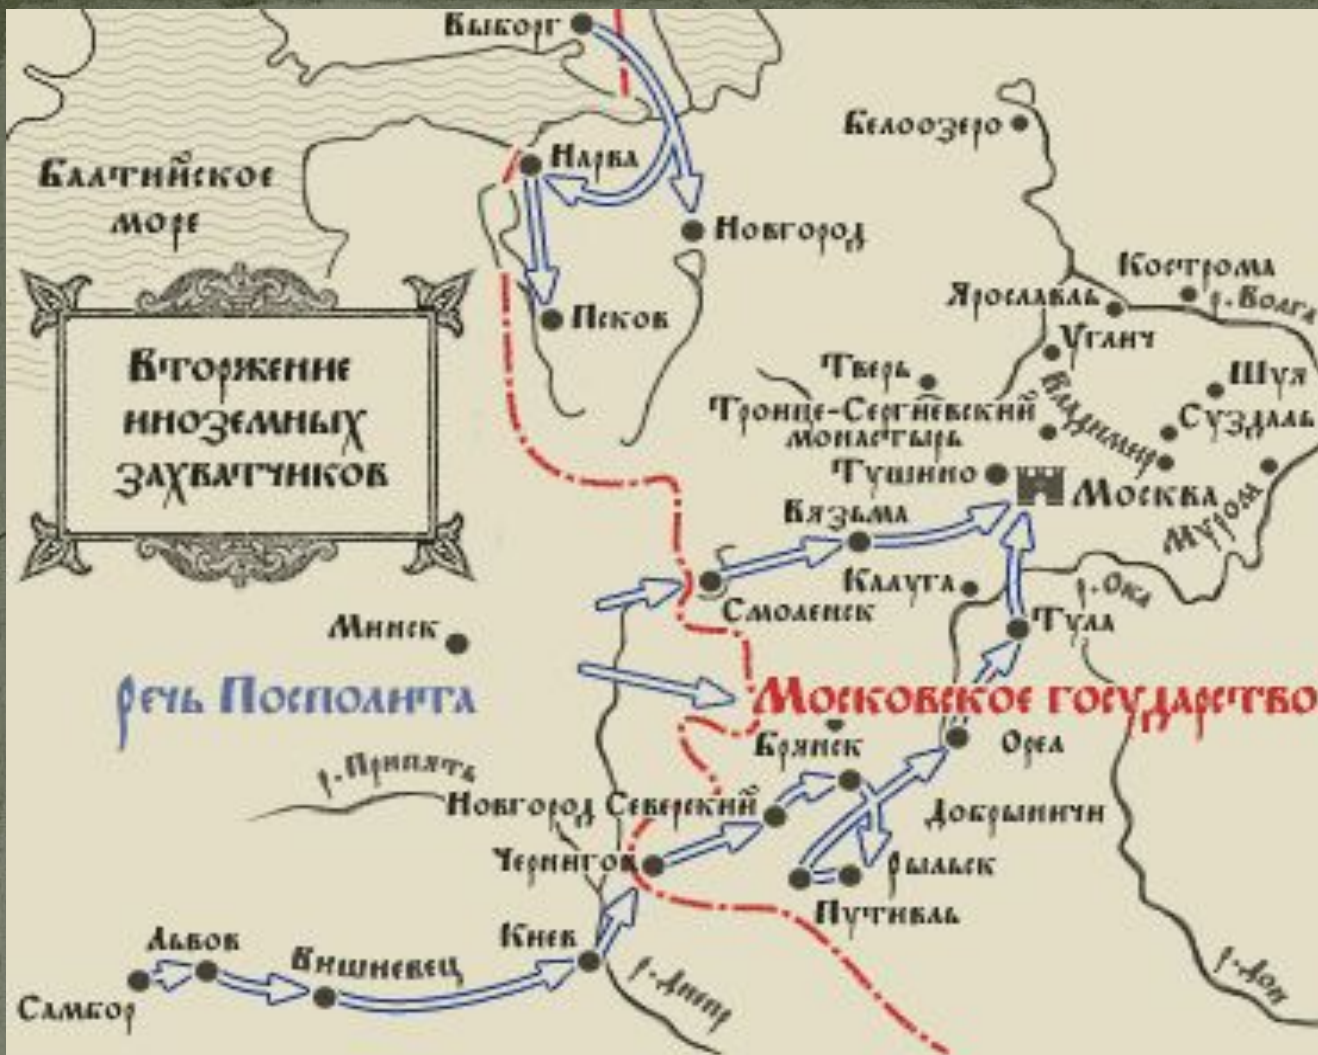 Выборг
Белоозеро
Нарва
Балтийское
море
Новгород
Кострома
р. Волга
Ярославль
Псков
Углич
Вторжение
иноземных
захватчиков
Тверь
Шуя
Троице-Сергиевский
монастырь
Владимир
Суздаль
Тушино
Москва
Муром
Вязьма
Смоленск
Калуга
р. Ока
Минск
Тула
Речь Посполита
Московское государство
Брянск
Орел
р. Припять
Новгород Северский
Добрыничи
Чернигов
Рыльск
Путивль
Львов
Вишневец
Киев
Самбор
р. Днепр
р. Дон